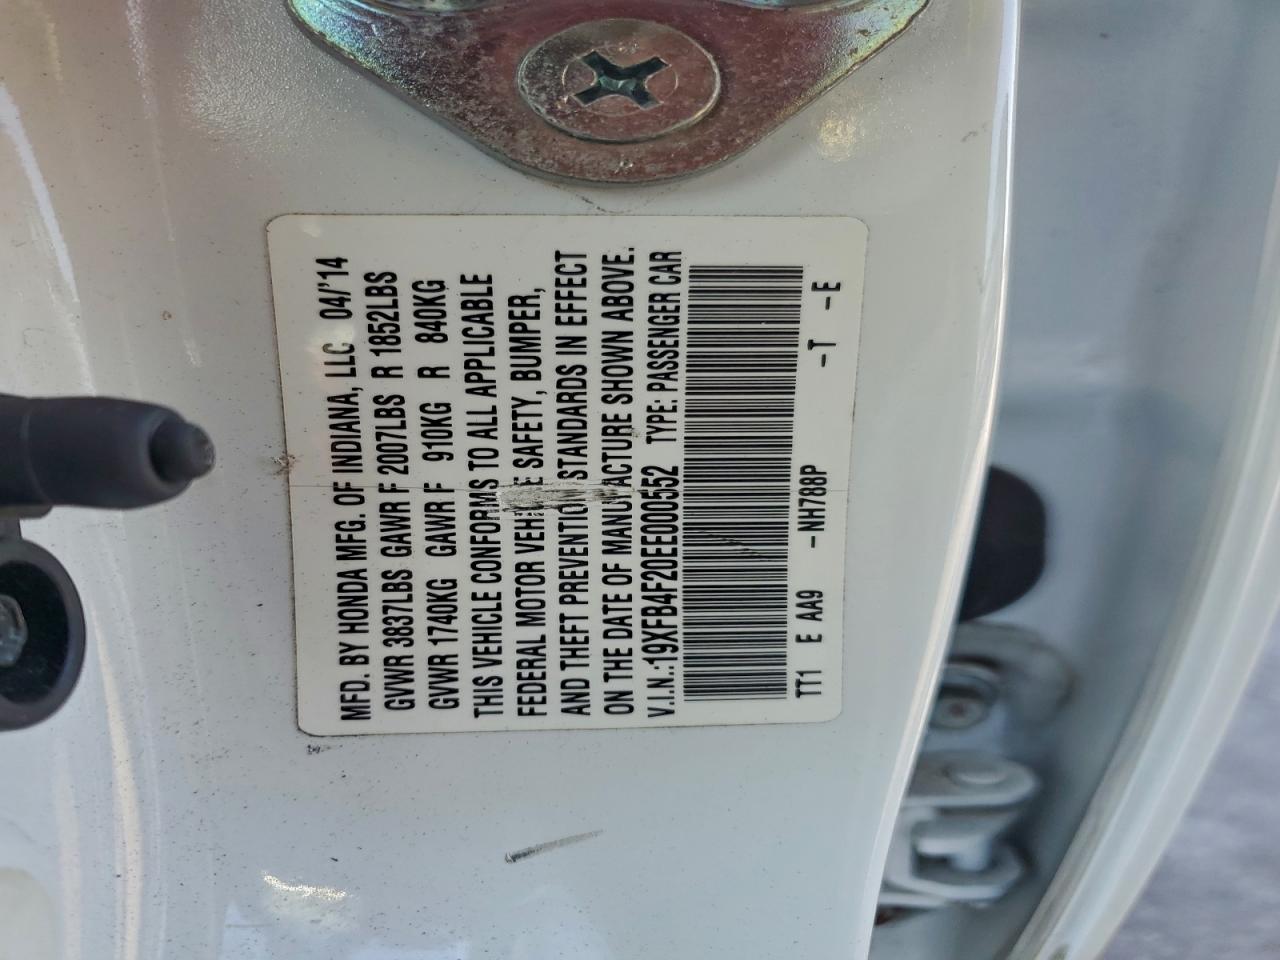 MFD. BY HONDA MFG. OF INDIANA, LLC 04/'14
GVWR 3837LBS GAWR F 2007LBS R 1852LBS
GVWR 1740KG GAWR F 910KG R 840KG
THIS VEHICLE CONFORMS TO ALL APPLICABLE
FEDERAL MOTOR VEHICLE SAFETY, BUMPER,
AND THEFT PREVENTION STANDARDS IN EFFECT
ON THE DATE OF MANUFACTURE SHOWN ABOVE.
V.I.N.:19XFB4F20EE000552 TYPE: PASSENGER CAR
TT1 E AA9 -NH788P -T -E